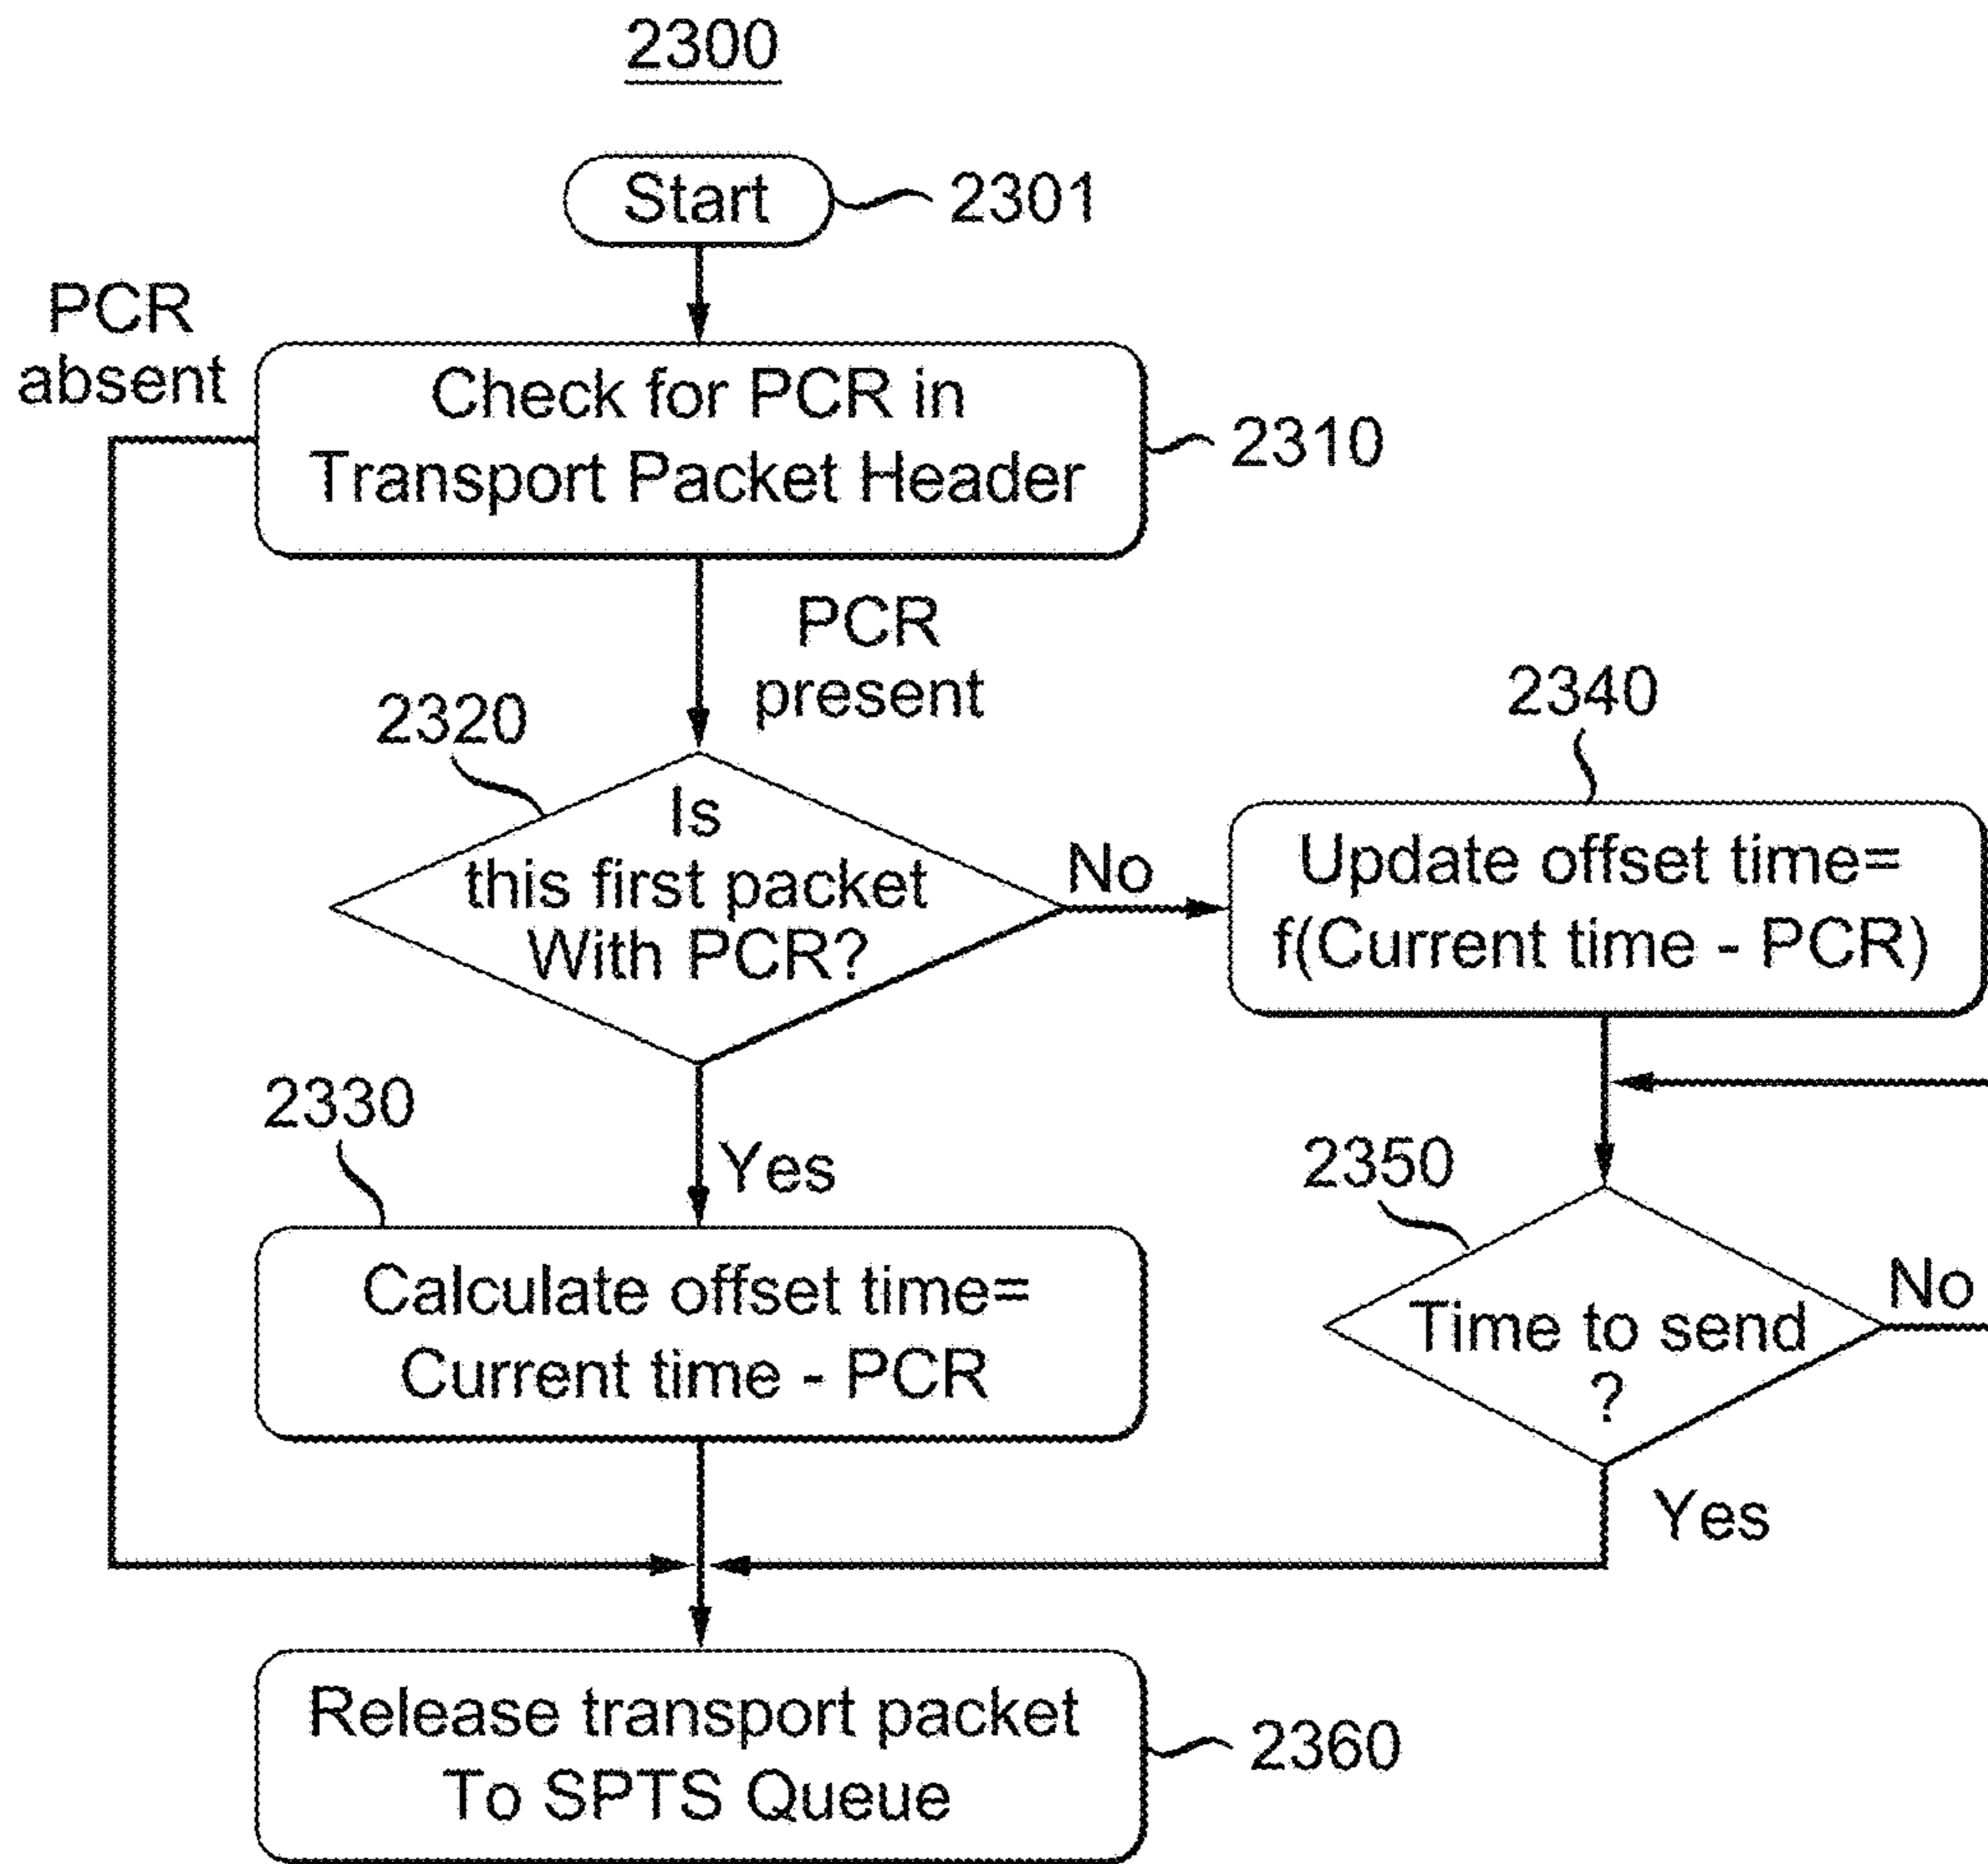 2300
Start
2301
PCR
absent
Check for PCR in
Transport Packet Header
2310
PCR
present
2320
Is
this first packet
With PCR?
No
2340
Update offset time=
f(Current time - PCR)
2330
Yes
2350
Calculate offset time=
Current time - PCR
Time to send
?
No
Yes
Release transport packet
To SPTS Queue
2360